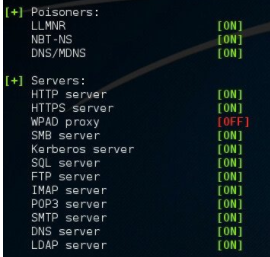 [+] Poisoners:
LLMNR [ON]
NBT-NS [ON]
DNS/MDNS [ON]
[+] Servers:
HTTP server [ON]
HTTPS server [ON]
WPAD proxy [OFF]
SMB server [ON]
Kerberos server [ON]
SQL server [ON]
FTP server [ON]
IMAP server [ON]
POP3 server [ON]
SMTP server [ON]
DNS server [ON]
LDAP server [ON]